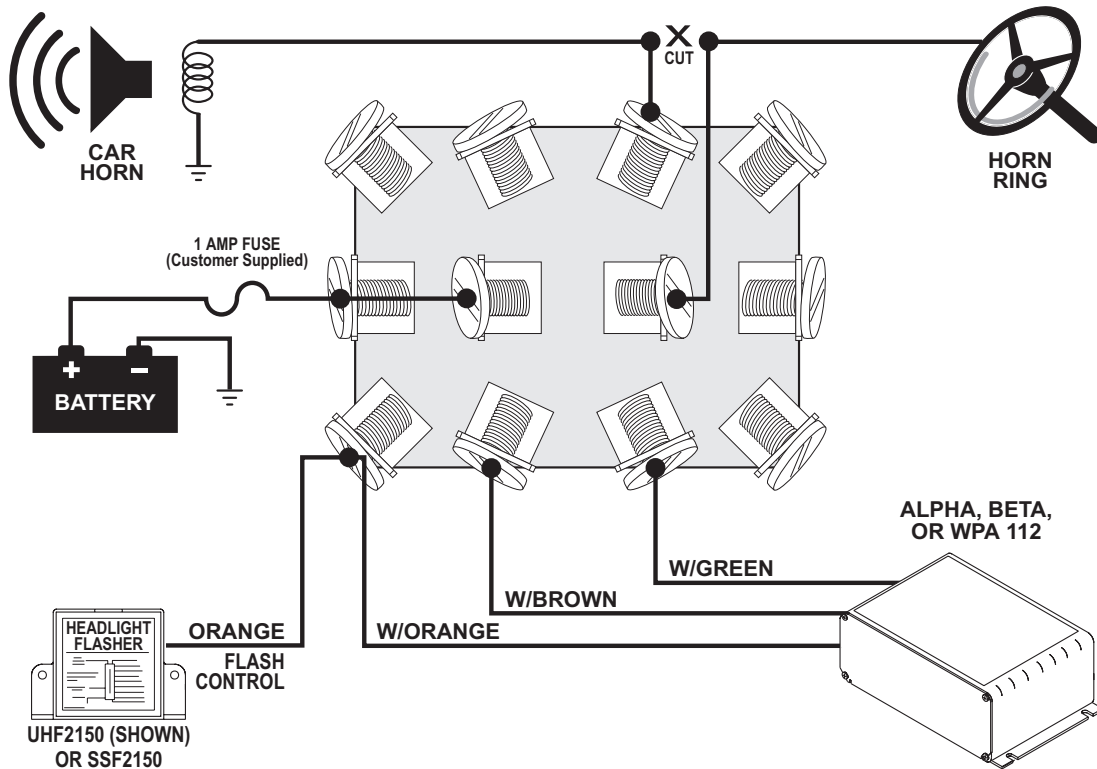 X
CUT
CAR
HORN
HORN
RING
1 AMP FUSE
(Customer Supplied)
+
−
BATTERY
ALPHA, BETA,
OR WPA 112
W/GREEN
W/BROWN
ORANGE
W/ORANGE
FLASH
CONTROL
HEADLIGHT
FLASHER
UHF2150 (SHOWN)
OR SSF2150